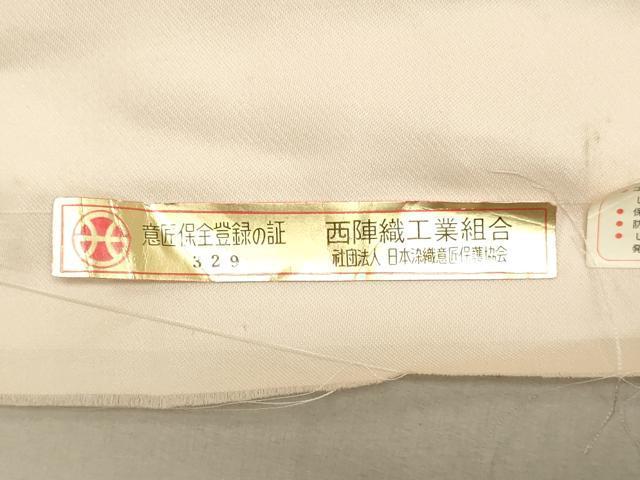 意匠保全登録の証
329
西陣織工業組合
社団法人 日本染織意匠保護協会